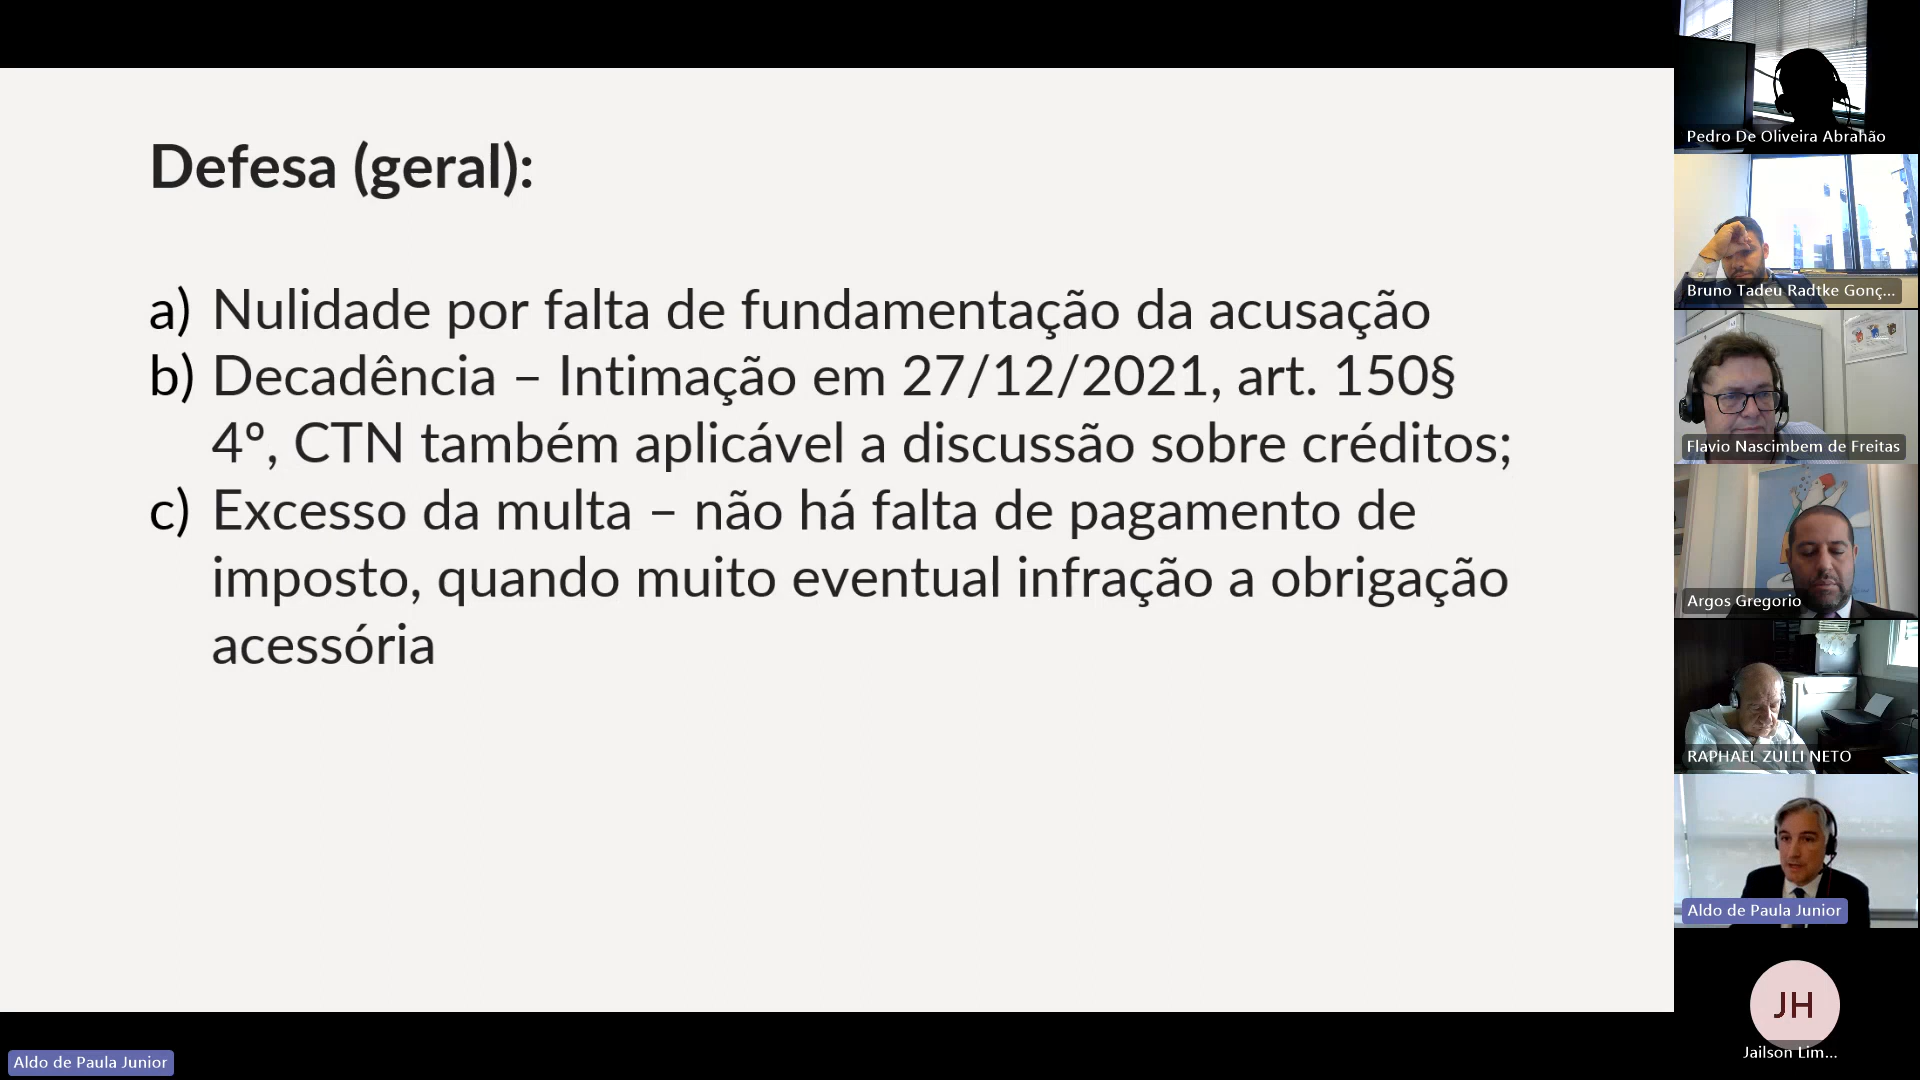 Defesa (geral):
a) Nulidade por falta de fundamentação da acusação
b) Decadência – Intimação em 27/12/2021, art. 150§
4º, CTN também aplicável a discussão sobre créditos;
c) Excesso da multa – não há falta de pagamento de
imposto, quando muito eventual infração a obrigação
acessória
Pedro De Oliveira Abrahão
Bruno Tadeu Radtke Gonç...
Flavio Nascimbem de Freitas
Argos Gregorio
RAPHAEL ZULLI NETO
Aldo de Paula Junior
JH
Jailson Lim...
Aldo de Paula Junior